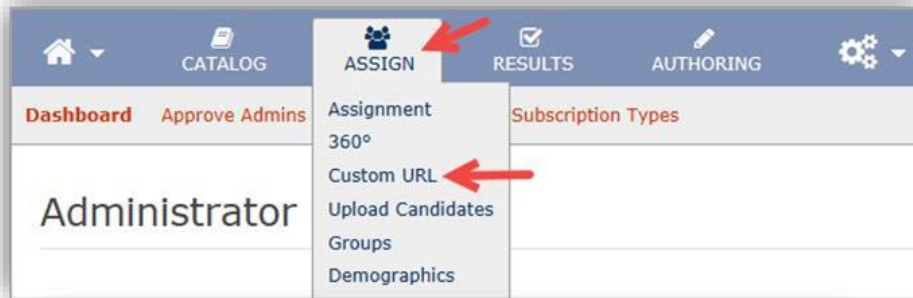 CATALOG ASSIGN RESULTS AUTHORING
Dashboard Approve Admins Subscription Types
Assignment
360°
Custom URL
Upload Candidates
Groups
Demographics
Administrator